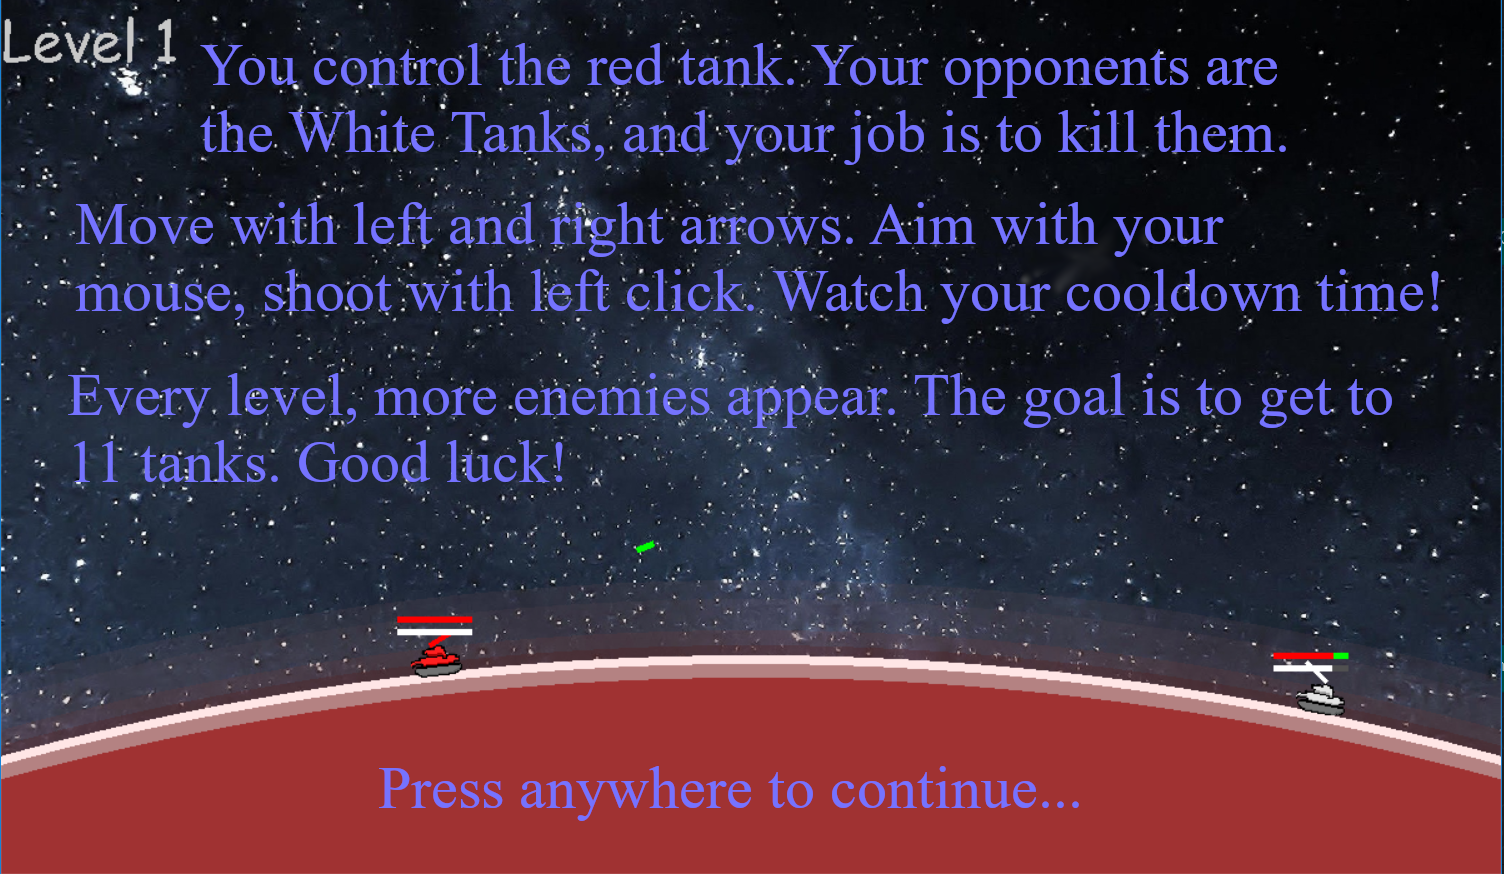 Level 1
You control the red tank. Your opponents are
the White Tanks, and your job is to kill them.
Move with left and right arrows. Aim with your
mouse, shoot with left click. Watch your cooldown time!
Every level, more enemies appear. The goal is to get to
11 tanks. Good luck!
Press anywhere to continue...